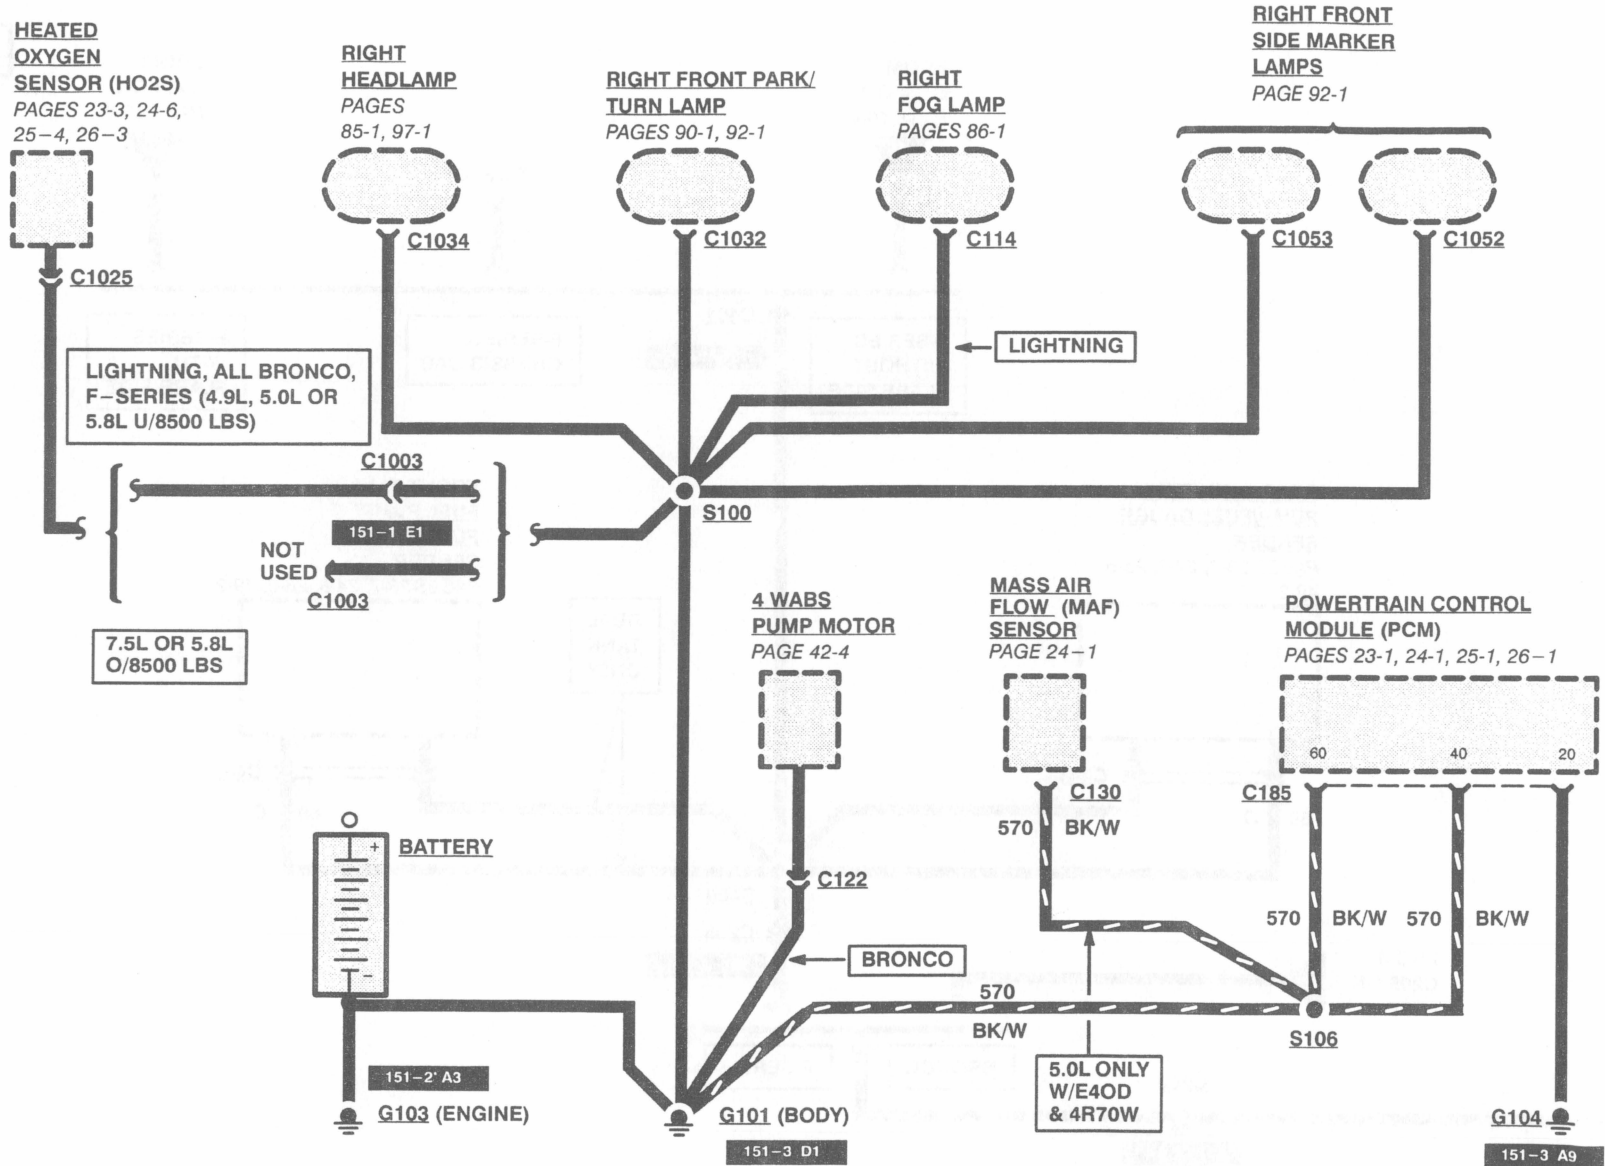 HEATED
OXYGEN
SENSOR (HO2S)
PAGES 23-3, 24-6,
25-4, 26-3
RIGHT
HEADLAMP
PAGES
85-1, 97-1
RIGHT FRONT PARK/
TURN LAMP
PAGES 90-1, 92-1
RIGHT
FOG LAMP
PAGES 86-1
RIGHT FRONT
SIDE MARKER
LAMPS
PAGE 92-1
C1025
C1034
C1032
C114
C1053
C1052
LIGHTNING
LIGHTNING, ALL BRONCO,
F-SERIES (4.9L, 5.0L OR
5.8L U/8500 LBS)
C1003
S100
151-1 E1
NOT
USED
C1003
7.5L OR 5.8L
O/8500 LBS
4 WABS
PUMP MOTOR
PAGE 42-4
MASS AIR
FLOW (MAF)
SENSOR
PAGE 24-1
POWERTRAIN CONTROL
MODULE (PCM)
PAGES 23-1, 24-1, 25-1, 26-1
60 40 20
C130
C185
570 BK/W
BATTERY
+
-
C122
570 BK/W
570 BK/W
BRONCO
570
BK/W
S106
5.0L ONLY
W/E4OD
& 4R70W
151-2 A3
G103 (ENGINE)
G101 (BODY)
151-3 D1
G104
151-3 A9